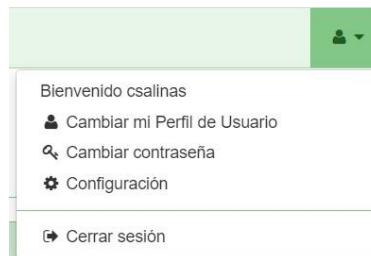 Bienvenido csalinas
Cambiar mi Perfil de Usuario
Cambiar contraseña
Configuración
Cerrar sesión